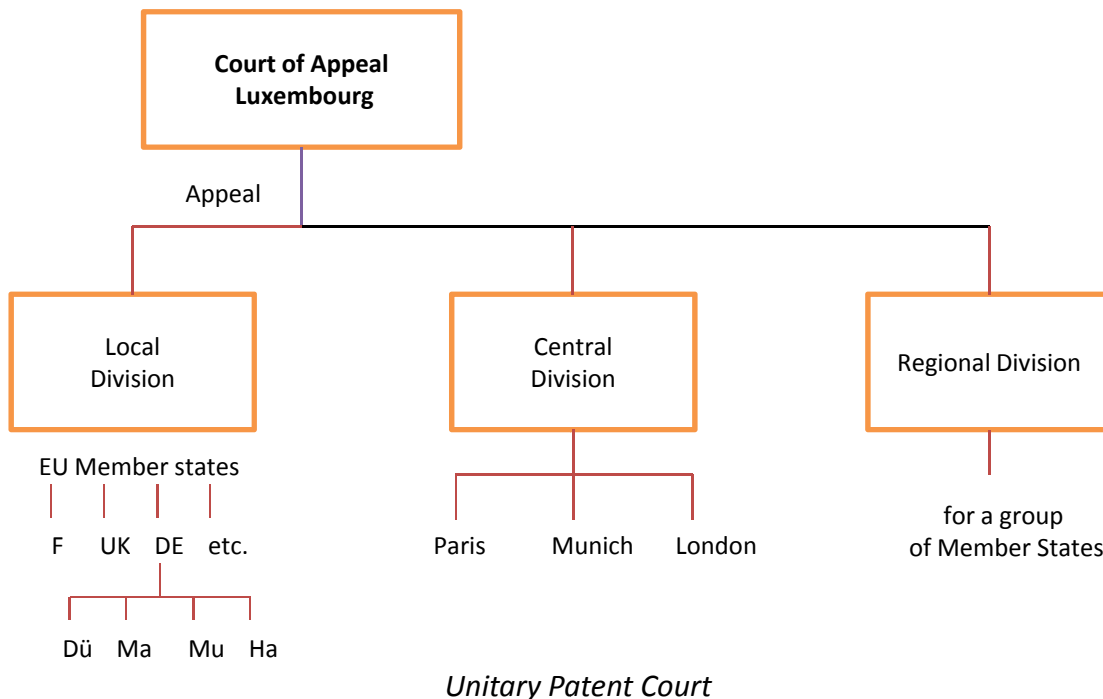 Court of Appeal
Luxembourg
Appeal
Local
Division
Central
Division
Regional Division
EU Member states
F UK DE etc.
Paris Munich London
for a group
of Member States
Dü Ma Mu Ha
Unitary Patent Court